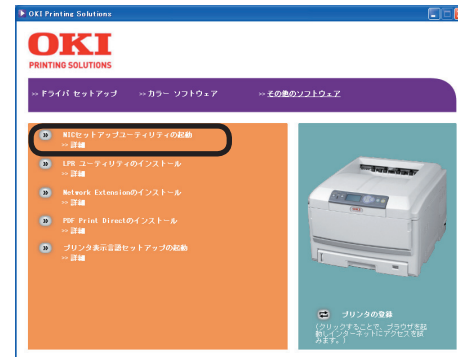 OKI Printing Solutions
OKI
PRINTING SOLUTIONS
>> ドライバ セットアップ >> カラー ソフトウェア >> その他のソフトウェア
NICセットアップユーティリティの起動
>> 詳細
LPR ユーティリティのインストール
>> 詳細
Network Extensionのインストール
>> 詳細
PDF Print Directのインストール
>> 詳細
プリンタ表示言語セットアップの起動
>> 詳細
プリンタの登録
(クリックすることで、ブラウザを起
動しインターネットにアクセスを試
みます。)